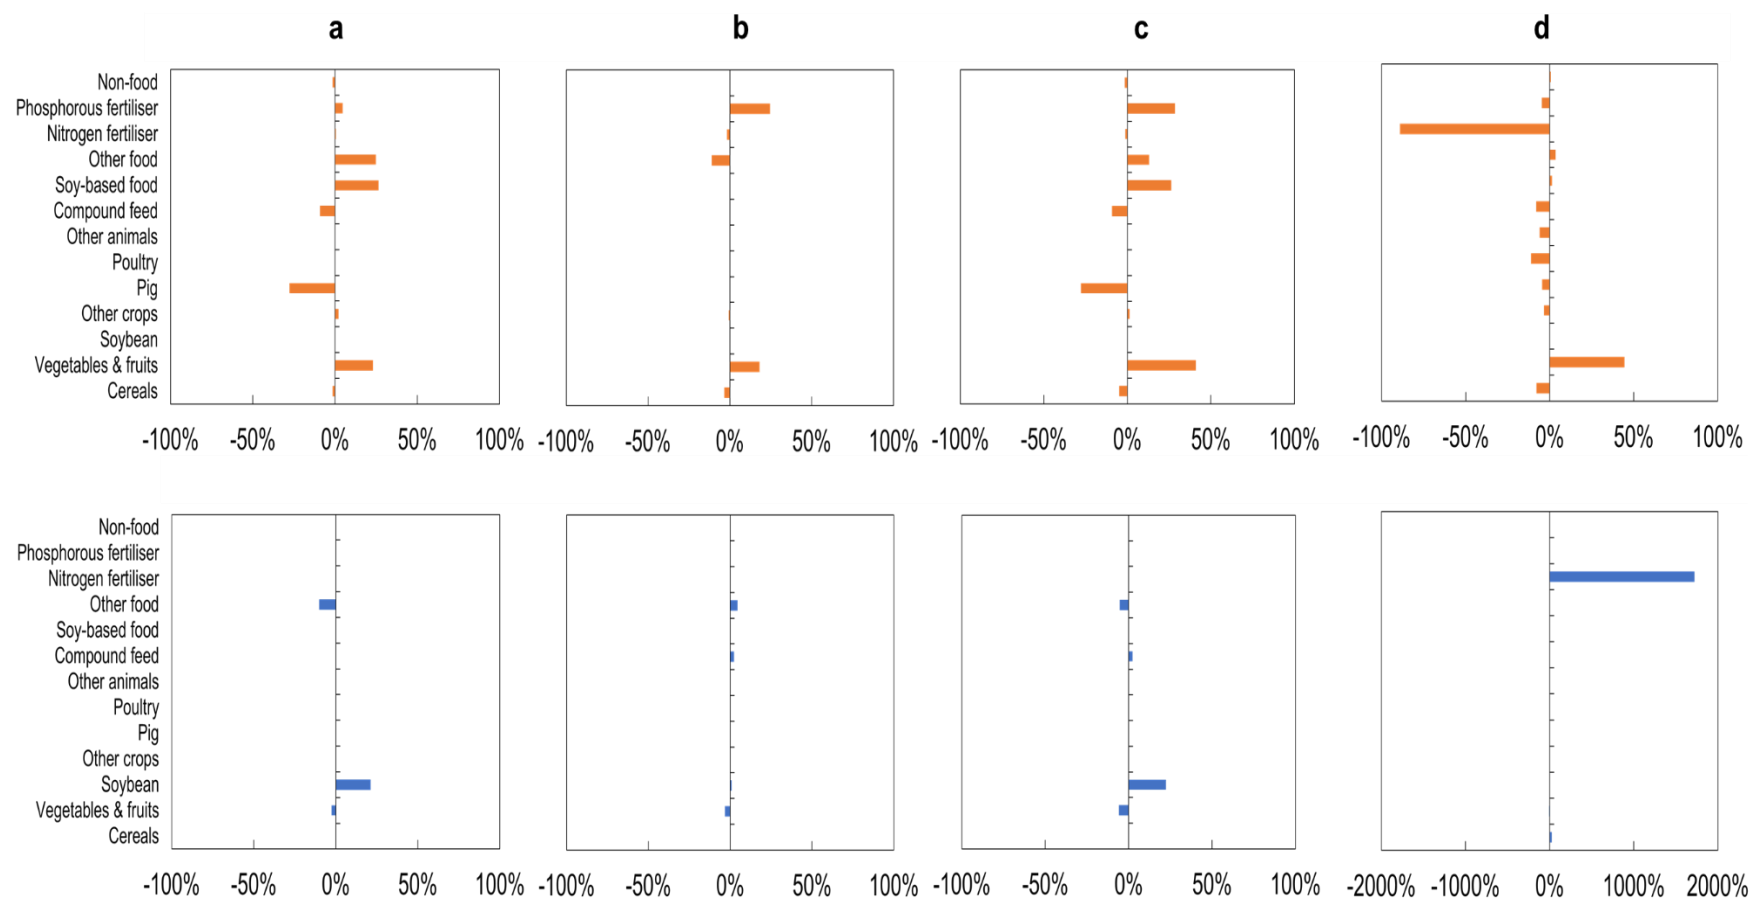 a b c d
Non-food
Phosphorous fertiliser
Nitrogen fertiliser
Other food
Soy-based food
Compound feed
Other animals
Poultry
Pig
Other crops
Soybean
Vegetables & fruits
Cereals
-100% -50% 0% 50% 100% -100% -50% 0% 50% 100% -100% -50% 0% 50% 100% -100% -50% 0% 50% 100%
Non-food
Phosphorous fertiliser
Nitrogen fertiliser
Other food
Soy-based food
Compound feed
Other animals
Poultry
Pig
Other crops
Soybean
Vegetables & fruits
Cereals
-100% -50% 0% 50% 100% -100% -50% 0% 50% 100% -100% -50% 0% 50% 100% -2000% -1000% 0% 1000% 2000%